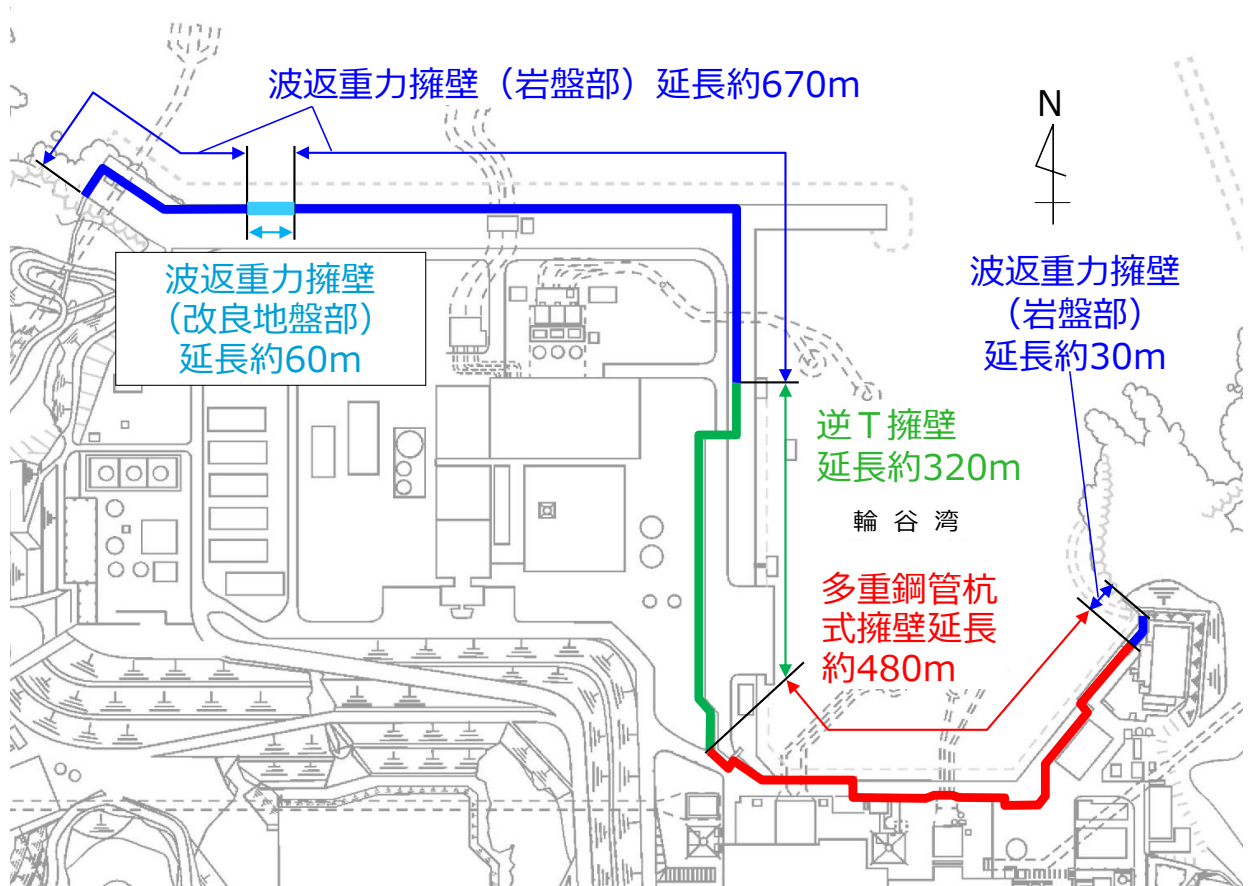 波返重力擁壁（岩盤部）延長約670m
N
波返重力擁壁
（改良地盤部）
延長約60m
波返重力擁壁
（岩盤部）
延長約30m
逆Ｔ擁壁
延長約320m
輪谷湾
多重鋼管杭
式擁壁延長
約480m